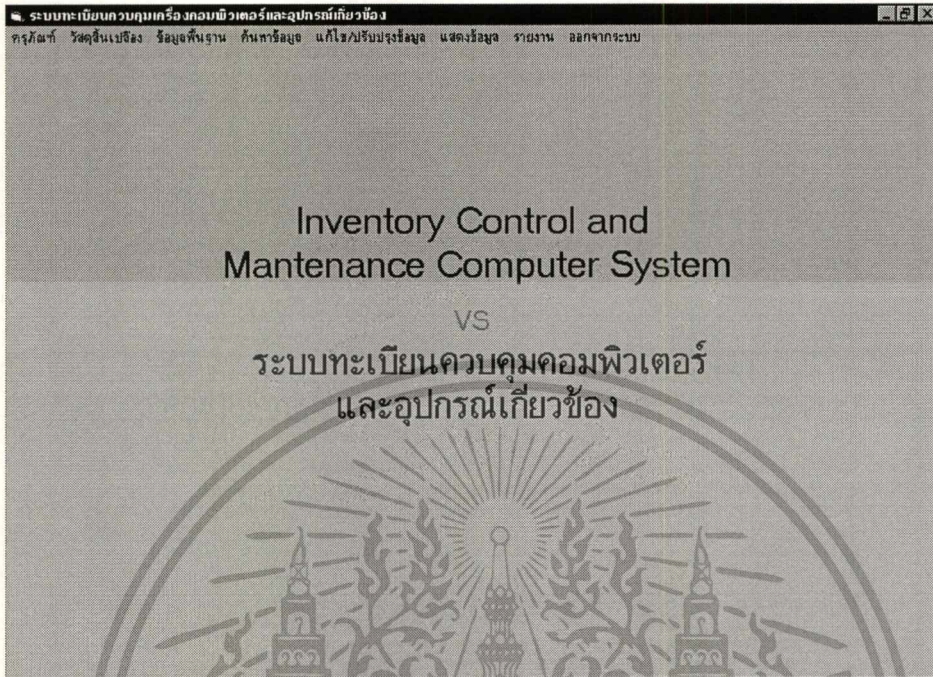 ระบบทะเบียนควบคุมเครื่องคอมพิวเตอร์และอุปกรณ์เกี่ยวข้อง
ครุภัณฑ์ วัสดุสิ้นเปลือง ข้อมูลพื้นฐาน ค้นหาข้อมูล แก้ไข/ปรับปรุงข้อมูล แสดงข้อมูล รายงาน ออกจากระบบ
Inventory Control and
Mantenance Computer System
VS
ระบบทะเบียนควบคุมคอมพิวเตอร์
และอุปกรณ์เกี่ยวข้อง